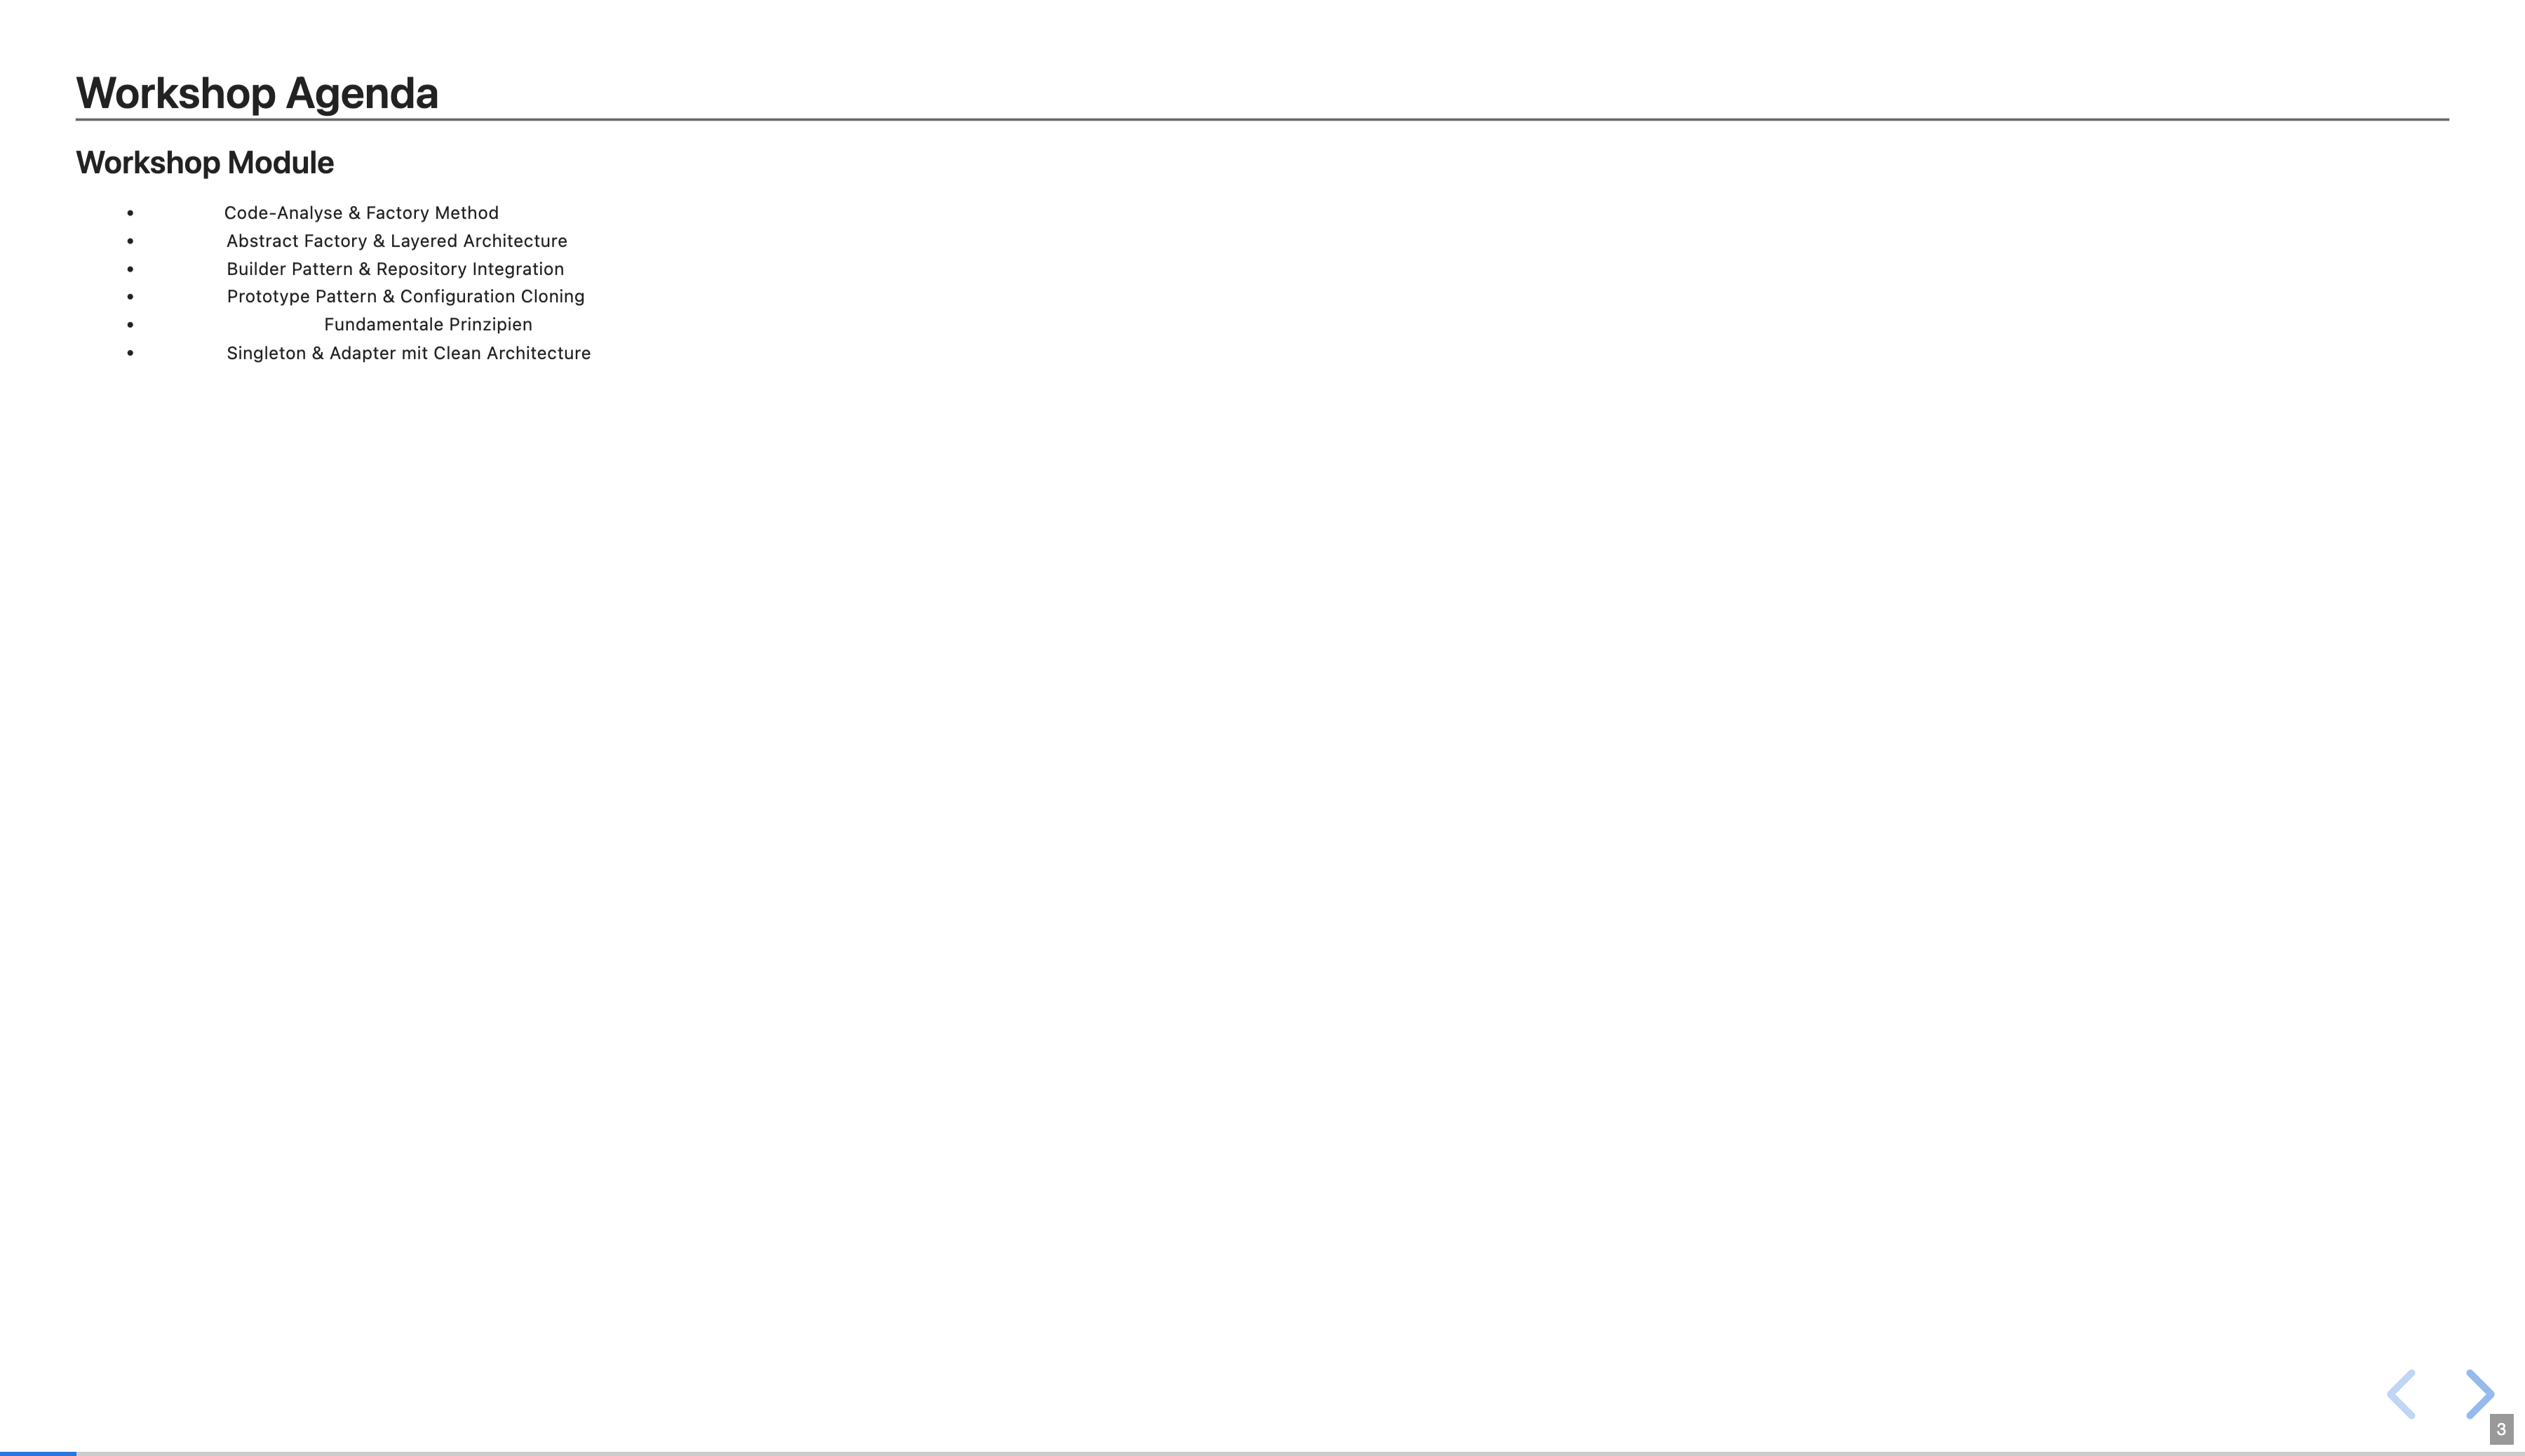 Workshop Agenda
Workshop Module
• Code-Analyse & Factory Method
• Abstract Factory & Layered Architecture
• Builder Pattern & Repository Integration
• Prototype Pattern & Configuration Cloning
• Fundamentale Prinzipien
• Singleton & Adapter mit Clean Architecture
3